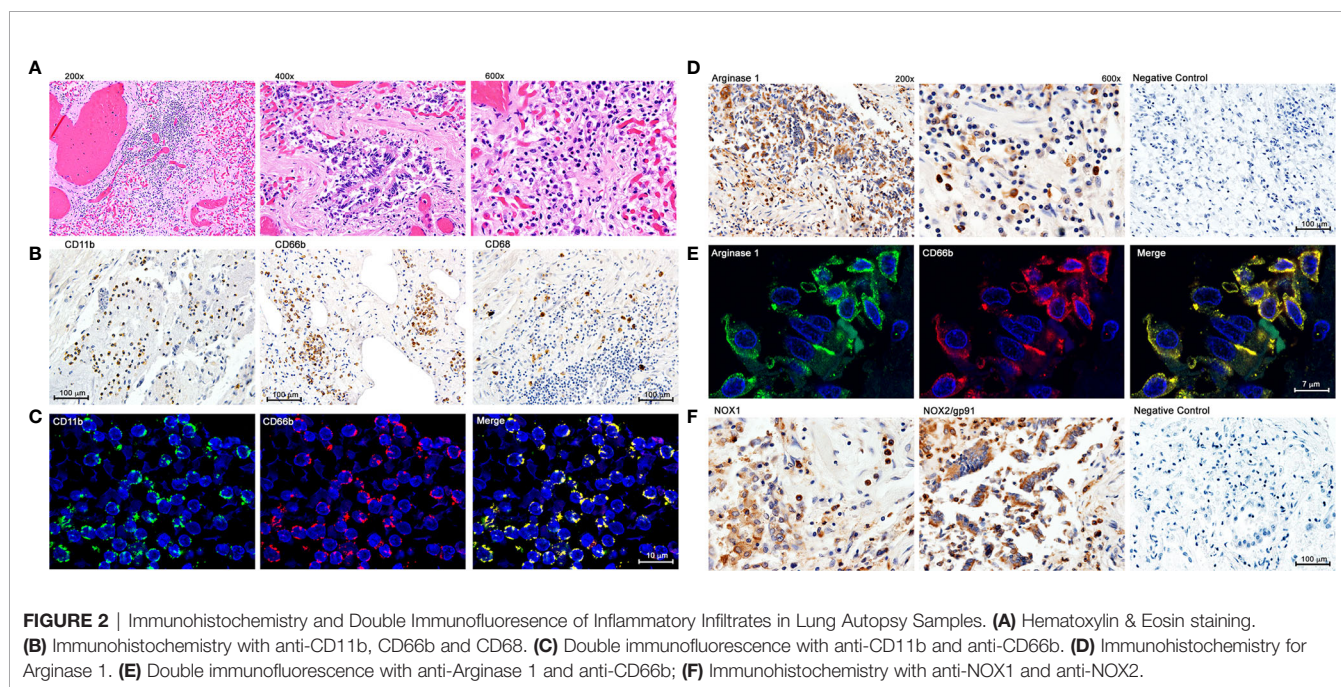 A
200x
400x
600x
B
CD11b
CD66b
CD68
100 μm
100 μm
100 μm
C
CD11b
CD66b
Merge
10 μm
D
Arginase 1
200x
600x
Negative Control
100 μm
E
Arginase 1
CD66b
Merge
7 μm
F
NOX1
NOX2/gp91
Negative Control
100 μm
FIGURE 2 | Immunohistochemistry and Double Immunofluoresence of Inflammatory Infiltrates in Lung Autopsy Samples. (A) Hematoxylin & Eosin staining.
(B) Immunohistochemistry with anti-CD11b, CD66b and CD68. (C) Double immunofluorescence with anti-CD11b and anti-CD66b. (D) Immunohistochemistry for
Arginase 1. (E) Double immunofluorescence with anti-Arginase 1 and anti-CD66b; (F) Immunohistochemistry with anti-NOX1 and anti-NOX2.